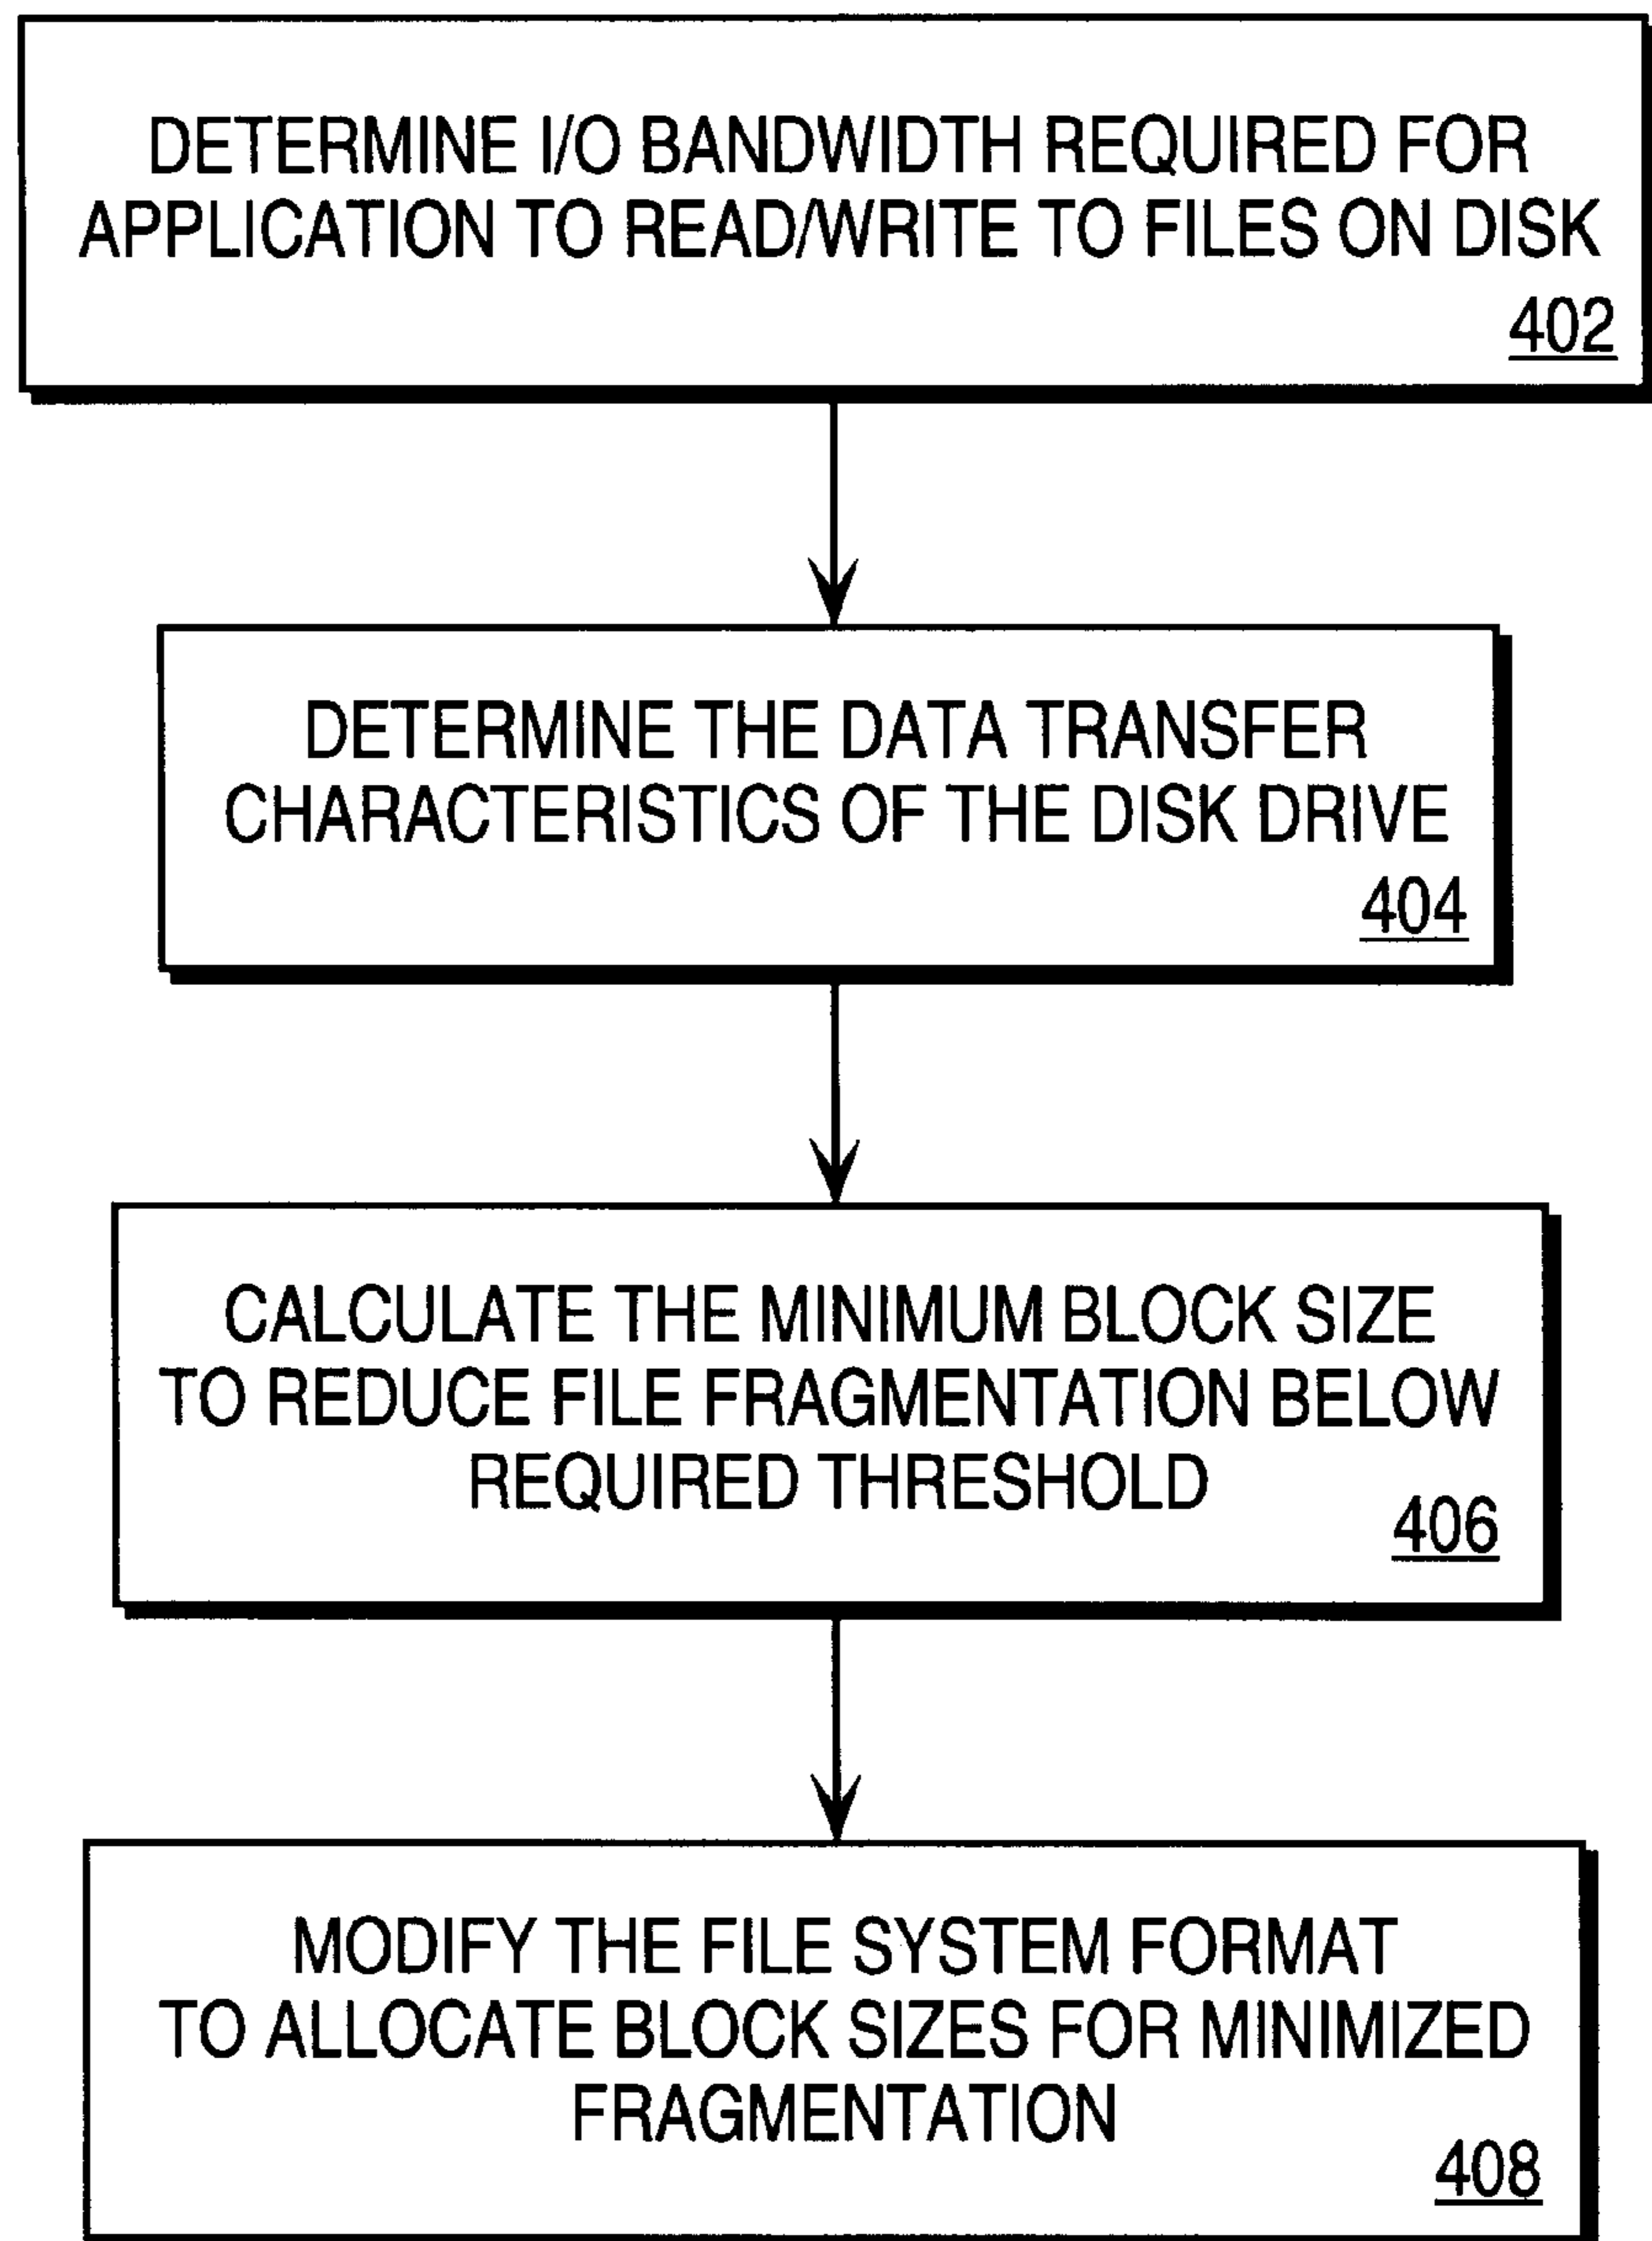 DETERMINE I/O BANDWIDTH REQUIRED FOR
APPLICATION TO READ/WRITE TO FILES ON DISK
402
DETERMINE THE DATA TRANSFER
CHARACTERISTICS OF THE DISK DRIVE
404
CALCULATE THE MINIMUM BLOCK SIZE
TO REDUCE FILE FRAGMENTATION BELOW
REQUIRED THRESHOLD
406
MODIFY THE FILE SYSTEM FORMAT
TO ALLOCATE BLOCK SIZES FOR MINIMIZED
FRAGMENTATION
408